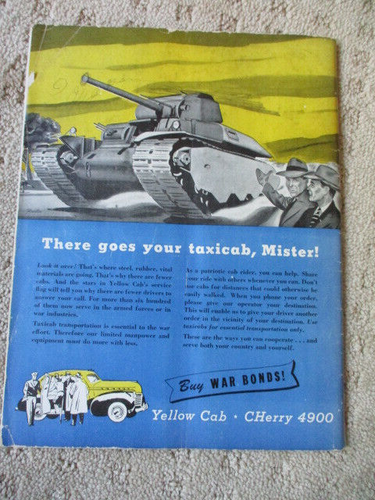 There goes your taxicab, Mister!
Look it over! That's where steel, rubber, vital
materials are going. That's why there are fewer
cabs. And the stars in Yellow Cab's service
flag will tell you why there are fewer drivers to
answer your call. For more than six hundred
of them now serve in the armed forces or in
war industries.
Taxicab transportation is essential to the war
effort. Therefore our limited manpower and
equipment must do more with less.
As a patriotic cab rider, you can help. Share
your ride with others whenever you can. Don't
use cabs for distances that could otherwise be
easily walked. When you phone your order,
please give our operator your destination.
This will enable us to give your driver another
order in the vicinity of your destination. Use
taxicabs for essential transportation only.
These are the ways you can cooperate . . . and
serve both your country and yourself.
Buy WAR BONDS!
Yellow Cab · CHerry 4900